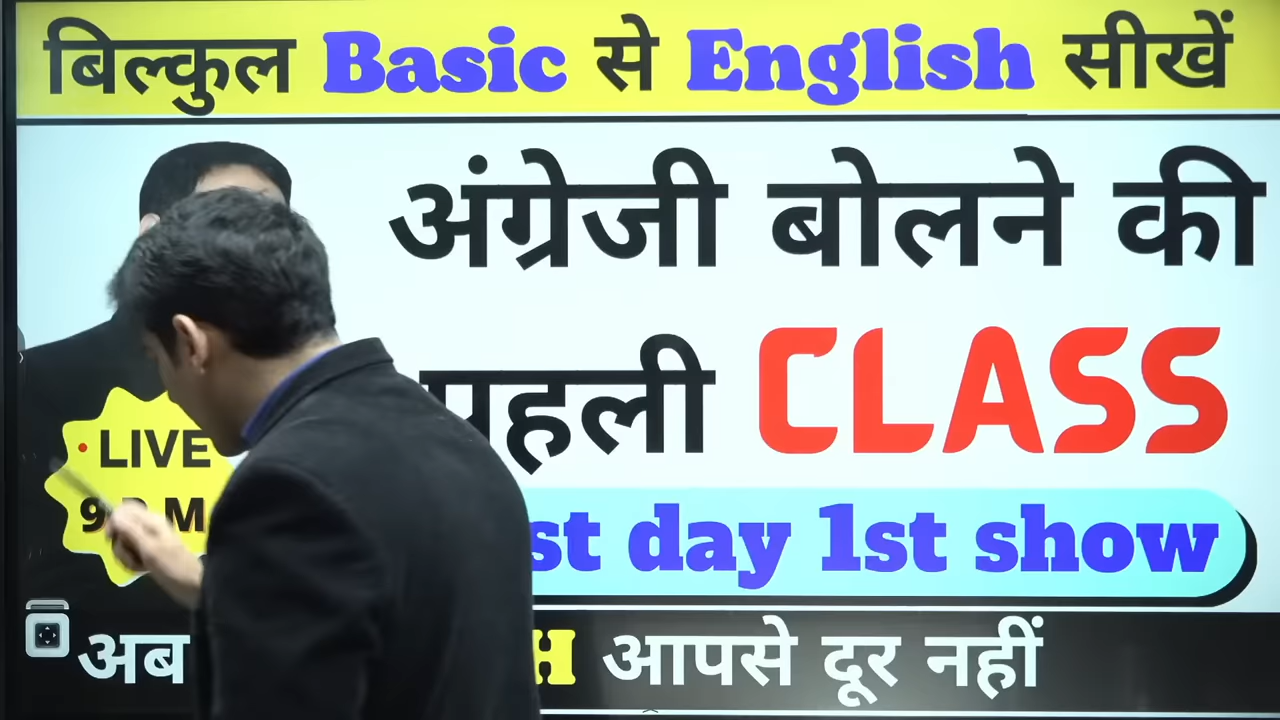 बिल्कुल Basic से English सीखें
अंग्रेजी बोलने की
पहली CLASS
LIVE
st day 1st show
अब H आपसे दूर नहीं